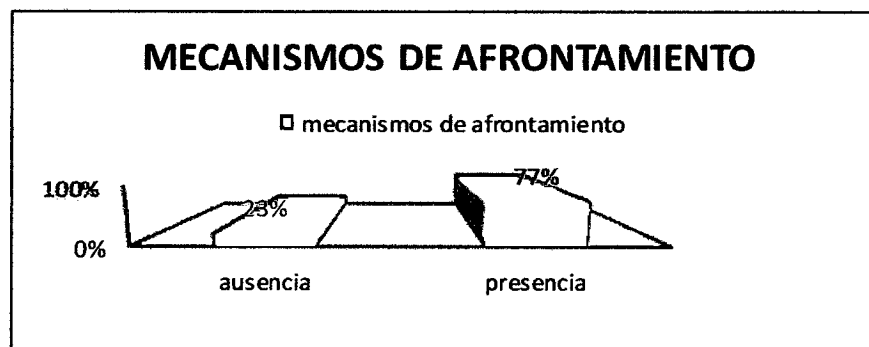 MECANISMOS DE AFRONTAMIENTO
mecanismos de afrontamiento
77%
100%
23%
0%
ausencia presencia